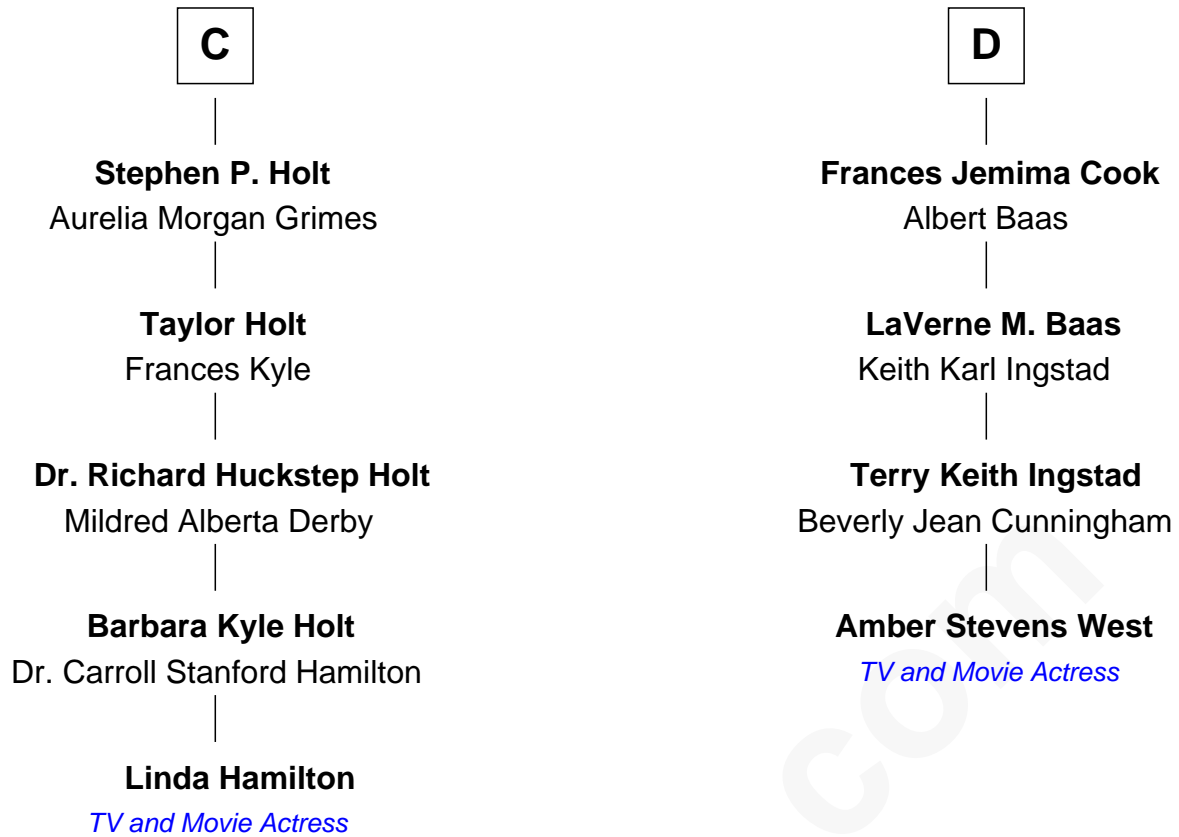 C
Stephen P. Holt
Aurelia Morgan Grimes
Taylor Holt
Frances Kyle
Dr. Richard Huckstep Holt
Mildred Alberta Derby
Barbara Kyle Holt
Dr. Carroll Stanford Hamilton
Linda Hamilton
TV and Movie Actress
D
Frances Jemima Cook
Albert Baas
LaVerne M. Baas
Keith Karl Ingstad
Terry Keith Ingstad
Beverly Jean Cunningham
Amber Stevens West
TV and Movie Actress
com